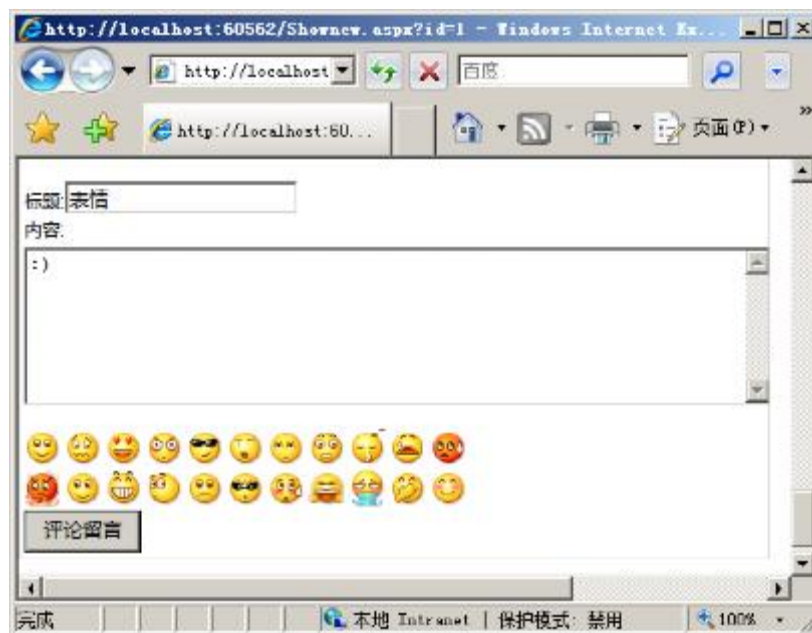 http://localhost:60562/Shownew.aspx?id=1 - Windows Internet Ex...
http://localhost
百度
http://localhost:60...
页面(P)
标题:表情
内容:
:)
评论留言
完成
本地 Intranet | 保护模式: 禁用
100%